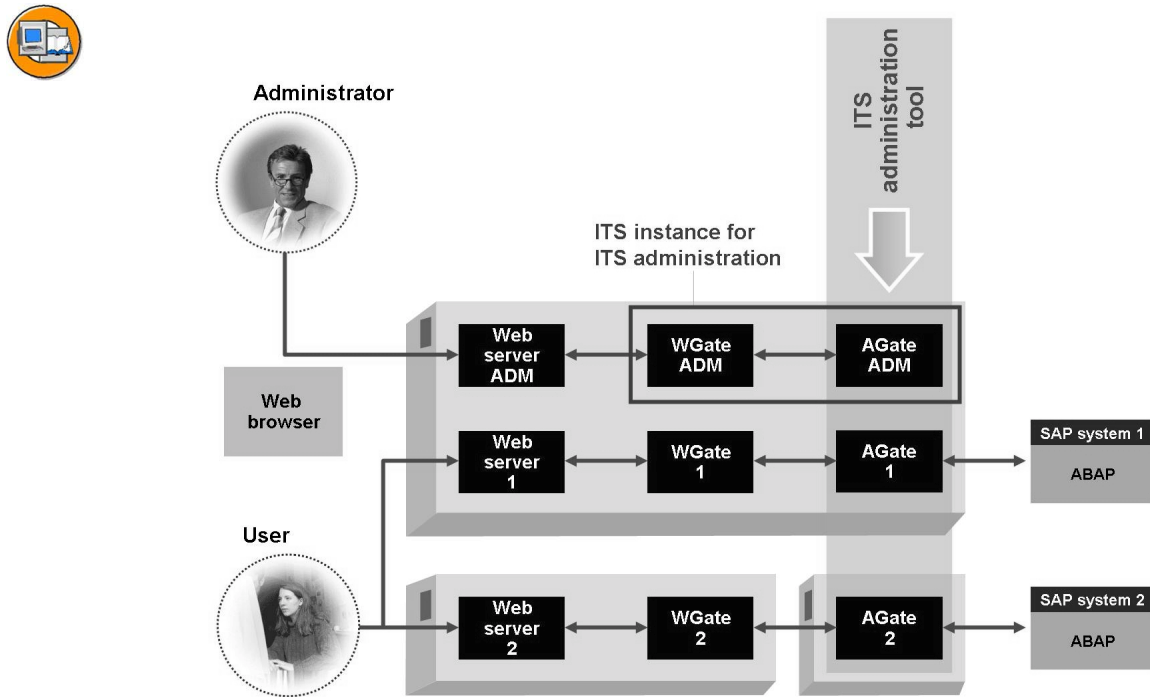 Administrator
ITS
administration
tool
ITS instance for
ITS administration
Web
server
ADM
WGate
ADM
AGate
ADM
Web
browser
Web
server
1
WGate
1
AGate
1
SAP system 1
ABAP
User
Web
server
2
WGate
2
AGate
2
SAP system 2
ABAP